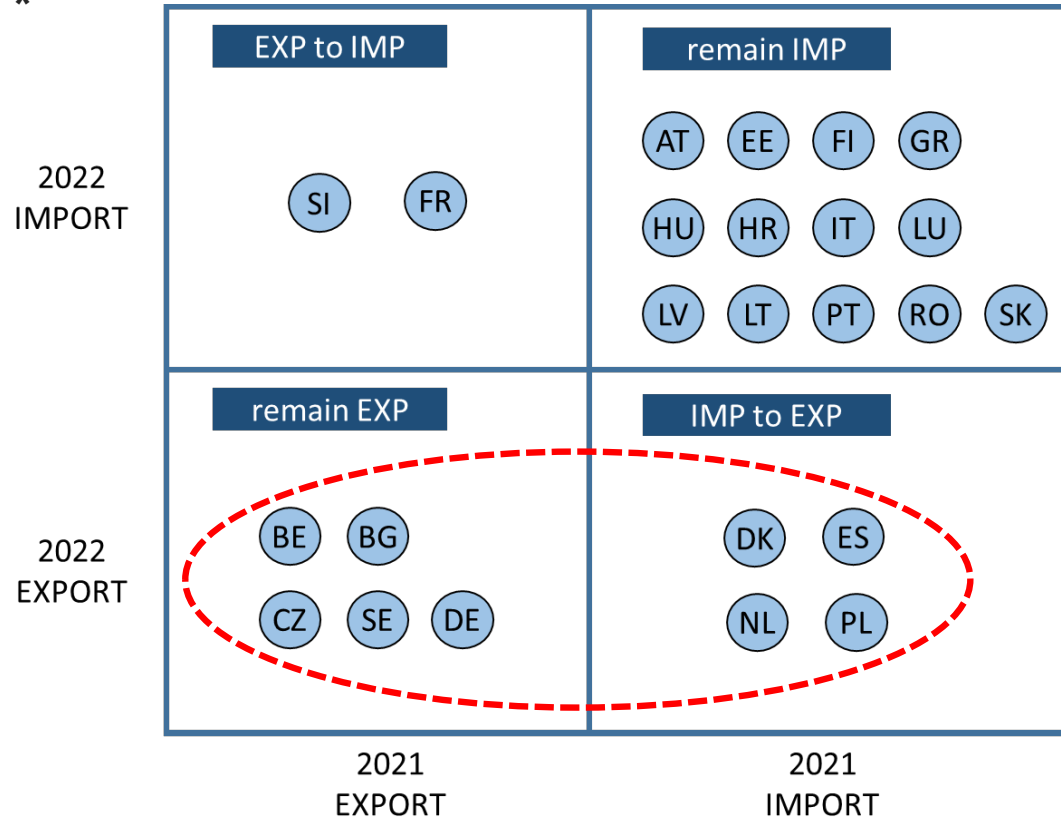 *
EXP to IMP
remain IMP
2022
IMPORT
SI FR
AT EE FI GR
HU HR IT LU
LV LT PT RO SK
remain EXP
IMP to EXP
2022
EXPORT
BE BG
CZ SE DE
DK ES
NL PL
2021
EXPORT
2021
IMPORT